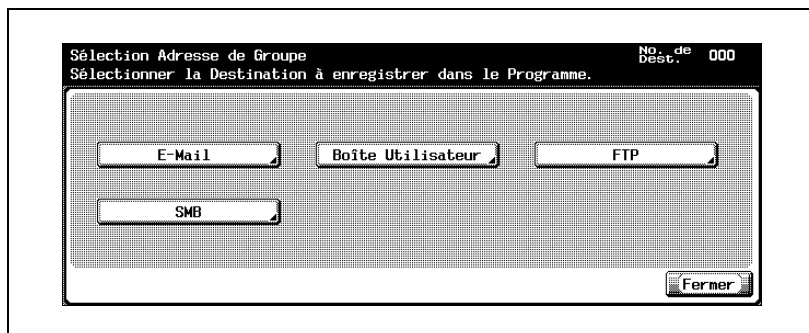 Sélection Adresse de Groupe
No. de Dest. 000
Sélectionner la Destination à enregistrer dans le Programme.
E-Mail
Boîte Utilisateur
FTP
SMB
Fermer